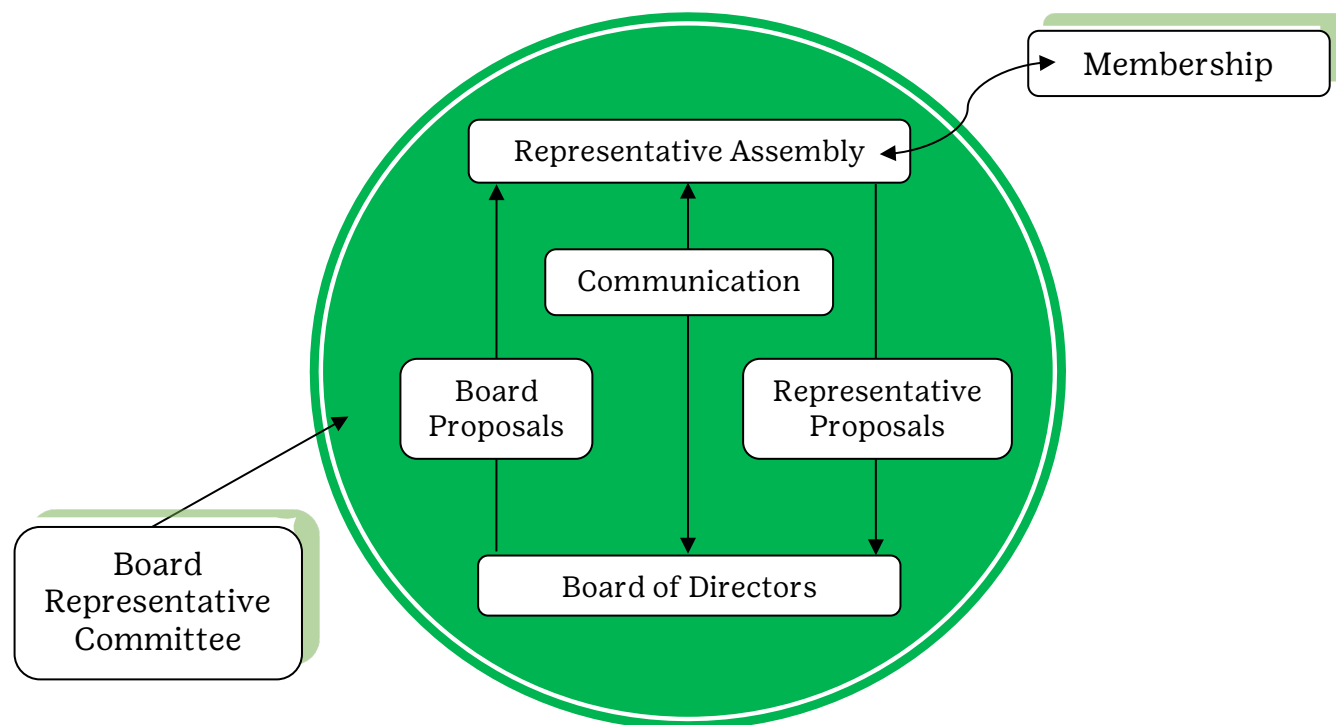 Membership
Representative Assembly
Communication
Board
Proposals
Representative
Proposals
Board
Representative
Committee
Board of Directors